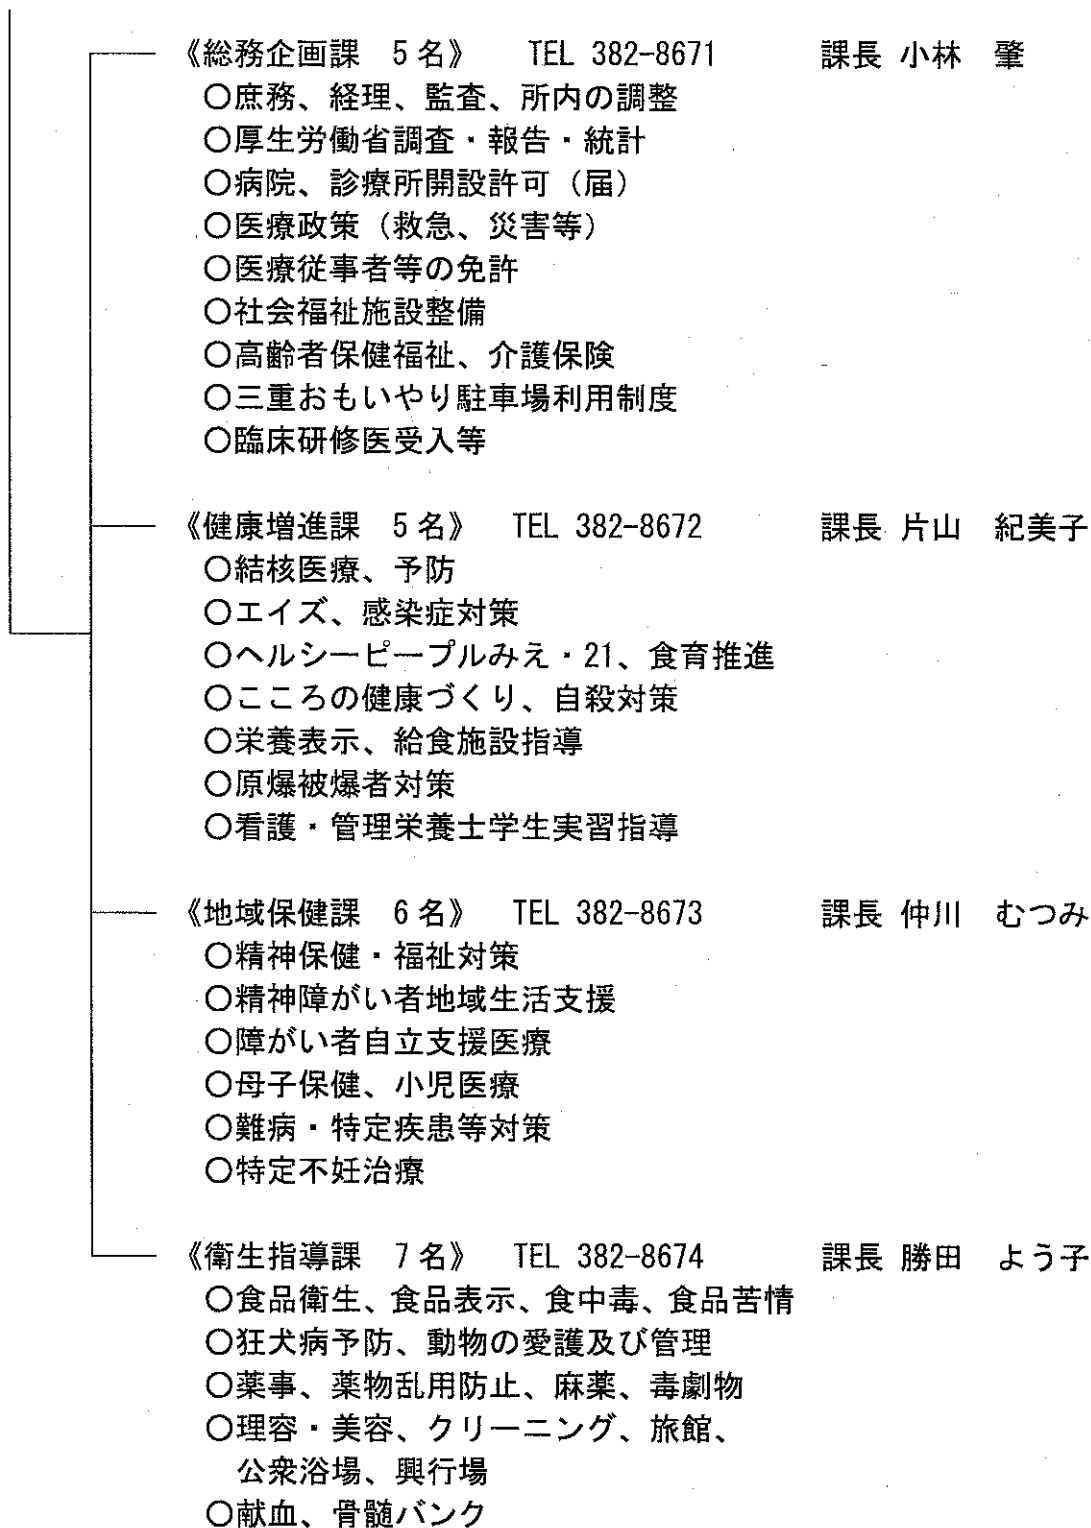 《総務企画課　5名》　TEL 382-8671　課長 小林　肇
○庶務、経理、監査、所内の調整
○厚生労働省調査・報告・統計
○病院、診療所開設許可（届）
○医療政策（救急、災害等）
○医療従事者等の免許
○社会福祉施設整備
○高齢者保健福祉、介護保険
○三重おもいやり駐車場利用制度
○臨床研修医受入等
《健康増進課　5名》　TEL 382-8672　課長 片山　紀美子
○結核医療、予防
○エイズ、感染症対策
○ヘルシーピープルみえ・21、食育推進
○こころの健康づくり、自殺対策
○栄養表示、給食施設指導
○原爆被爆者対策
○看護・管理栄養士学生実習指導
《地域保健課　6名》　TEL 382-8673　課長 仲川　むつみ
○精神保健・福祉対策
○精神障がい者地域生活支援
○障がい者自立支援医療
○母子保健、小児医療
○難病・特定疾患等対策
○特定不妊治療
《衛生指導課　7名》　TEL 382-8674　課長 勝田　よう子
○食品衛生、食品表示、食中毒、食品苦情
○狂犬病予防、動物の愛護及び管理
○薬事、薬物乱用防止、麻薬、毒劇物
○理容・美容、クリーニング、旅館、
公衆浴場、興行場
○献血、骨髄バンク